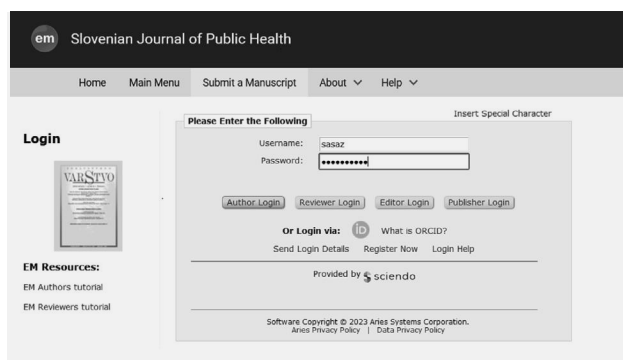 em Slovenian Journal of Public Health
Home Main Menu Submit a Manuscript About Help
Insert Special Character
Please Enter the Following
Login
Username: sasaz
Password: ••••••••••
VARSTVO
Author Login Reviewer Login Editor Login Publisher Login
Or Login via: iD What is ORCID?
Send Login Details Register Now Login Help
EM Resources:
Provided by sciendo
EM Authors tutorial
EM Reviewers tutorial
Software Copyright © 2023 Aries Systems Corporation.
Aries Privacy Policy | Data Privacy Policy